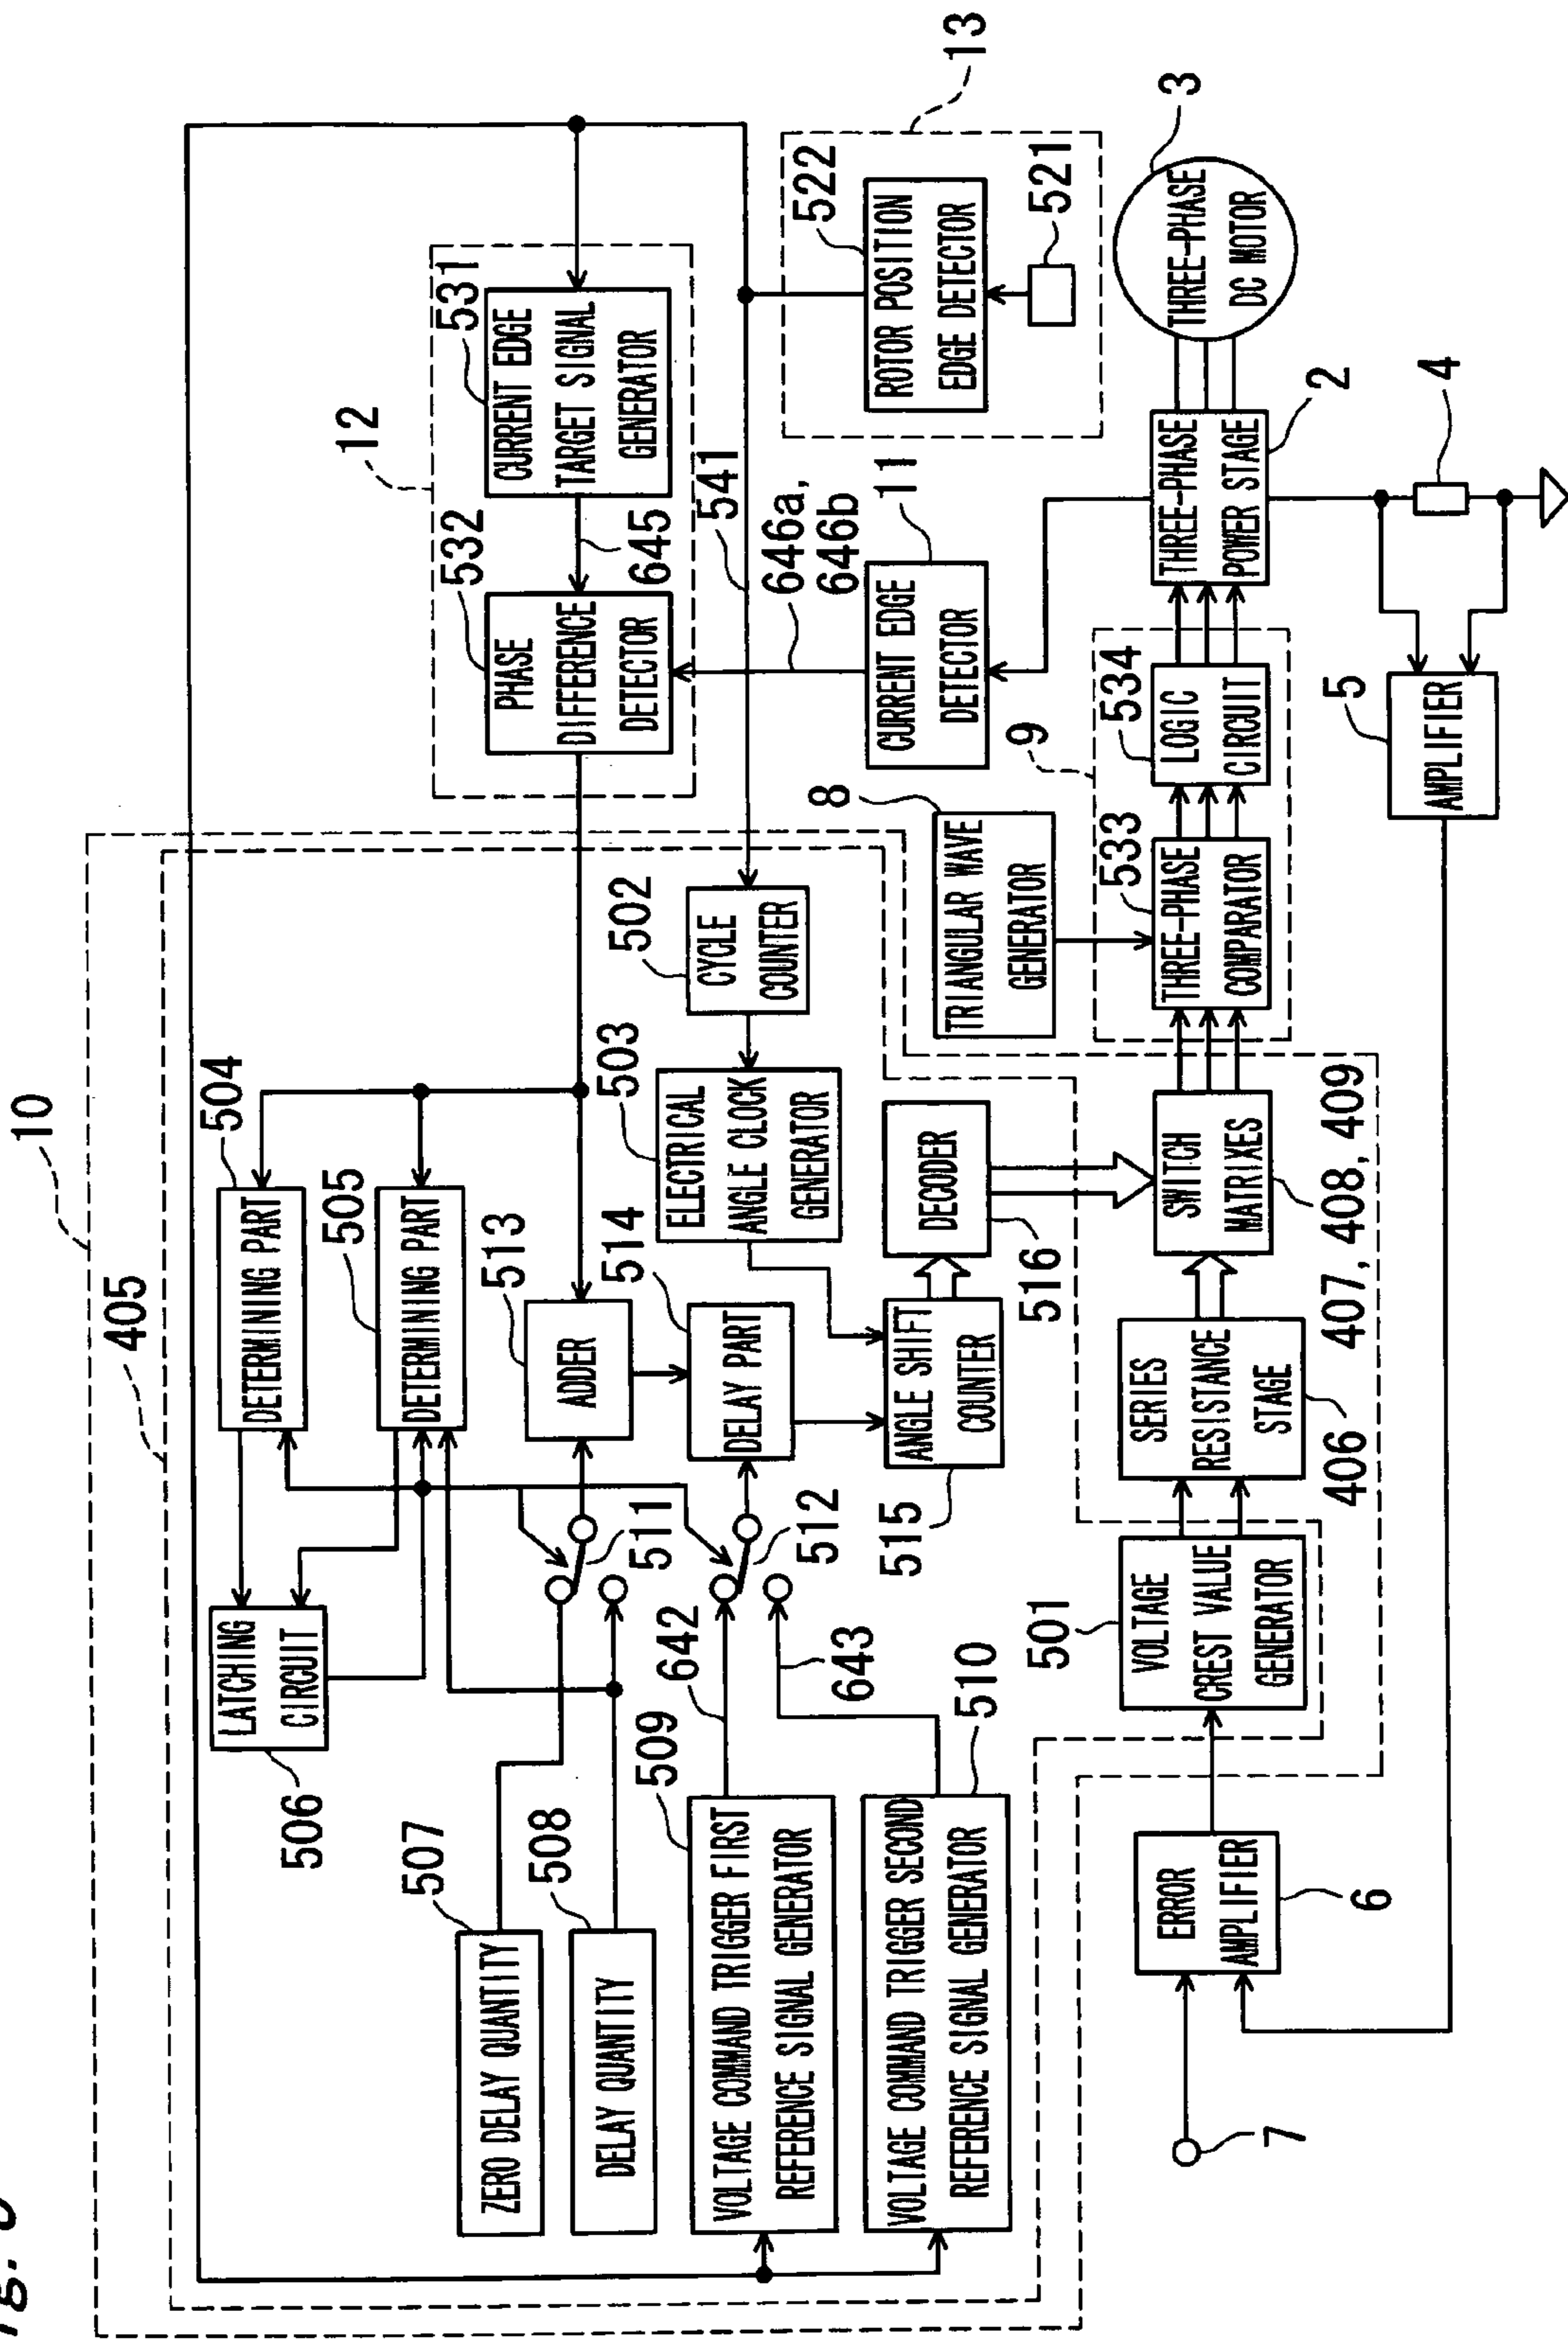 10
405
504
DETERMINING PART
505
DETERMINING PART
LATCHING
CIRCUIT
506
507
ZERO DELAY QUANTITY
508
DELAY QUANTITY
509
VOLTAGE COMMAND TRIGGER FIRST
REFERENCE SIGNAL GENERATOR
510
VOLTAGE COMMAND TRIGGER SECOND
REFERENCE SIGNAL GENERATOR
642
643
511
512
513
ADDER
514
DELAY PART
515
ANGLE SHIFT
COUNTER
516
DECODER
503
ELECTRICAL
ANGLE CLOCK
GENERATOR
502
CYCLE
COUNTER
12
532
PHASE
DIFFERENCE
DETECTOR
645
531
CURRENT EDGE
TARGET SIGNAL
GENERATOR
541
646a,
646b
11
CURRENT EDGE
DETECTOR
13
522
ROTOR POSITION
EDGE DETECTOR
521
8
TRIANGULAR WAVE
GENERATOR
9
533
THREE-PHASE
COMPARATOR
534
LOGIC
CIRCUIT
THREE-PHASE
POWER STAGE
2
3
THREE-PHASE
DC MOTOR
4
5
AMPLIFIER
501
VOLTAGE
CREST VALUE
GENERATOR
SERIES
RESISTANCE
STAGE
406
SWITCH
MATRIXES
407, 408, 409
ERROR
AMPLIFIER
6
7